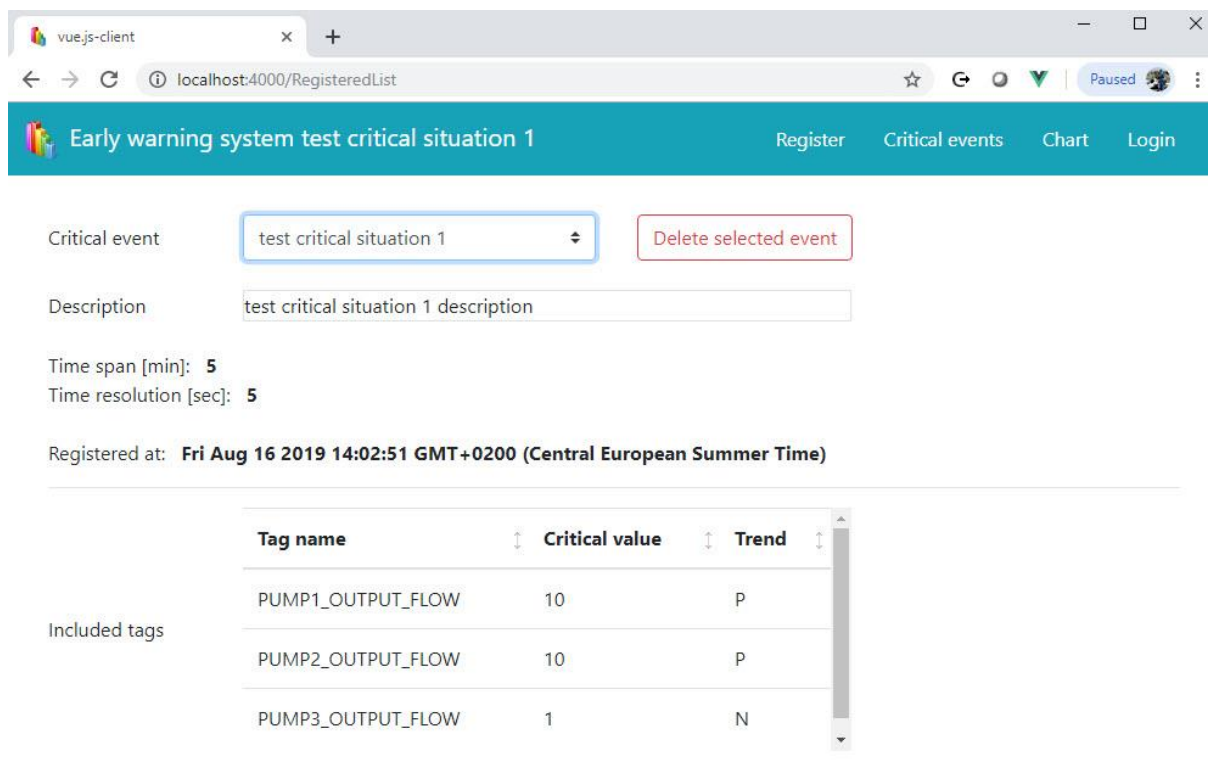 vue.js-client
localhost:4000/RegisteredList
Paused
Early warning system test critical situation 1 Register Critical events Chart Login
Critical event test critical situation 1 Delete selected event
Description test critical situation 1 description
Time span [min]: 5
Time resolution [sec]: 5
Registered at: Fri Aug 16 2019 14:02:51 GMT+0200 (Central European Summer Time)
Tag name Critical value Trend
PUMP1_OUTPUT_FLOW 10 P
Included tags
PUMP2_OUTPUT_FLOW 10 P
PUMP3_OUTPUT_FLOW 1 N